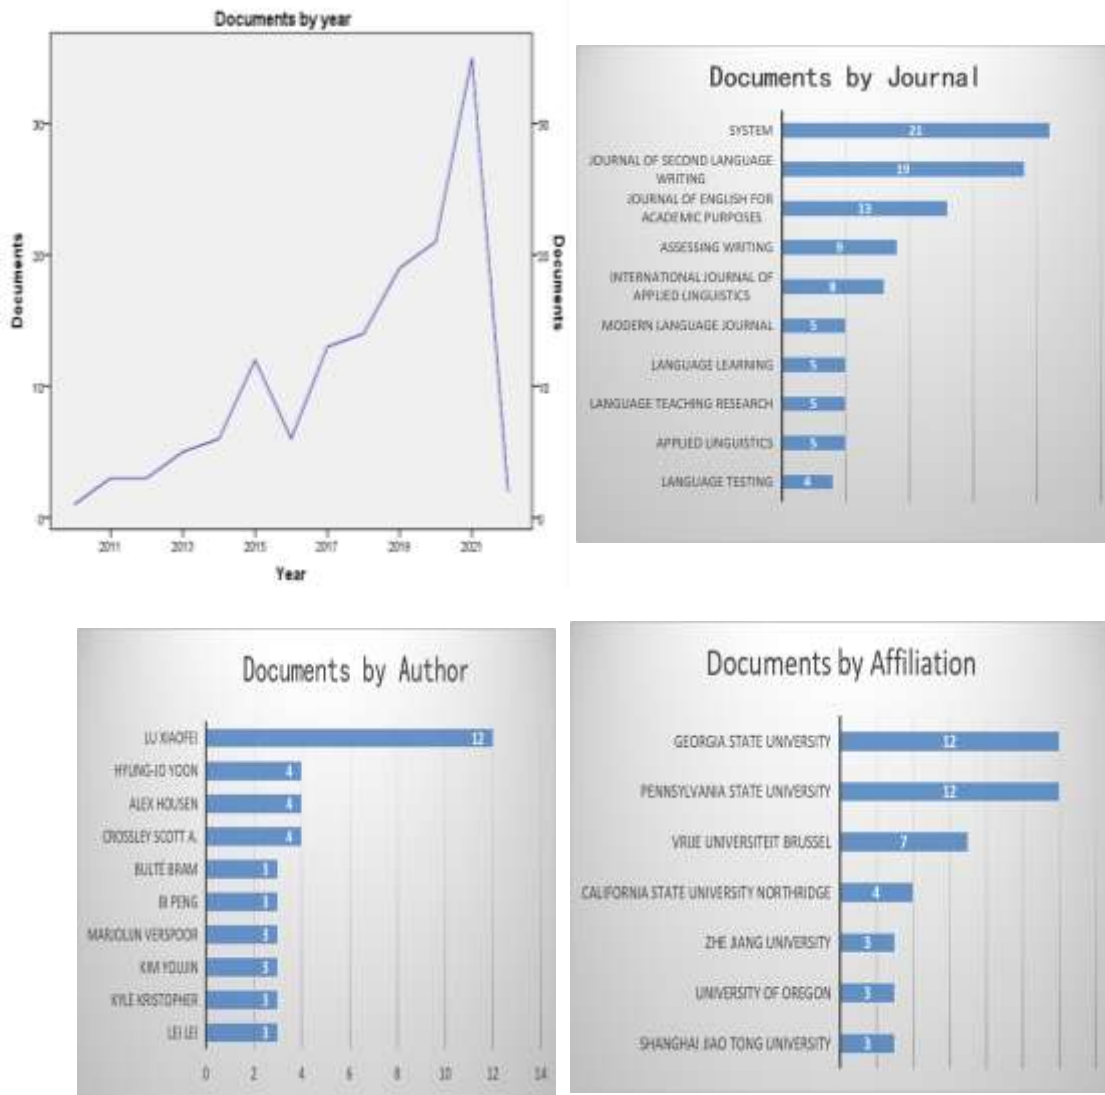 Documents by year
30
20
10
0
30
20
10
0
Documents
Documents
2011 2013 2015 2017 2019 2021
Year
Documents by Journal
SYSTEM 21
JOURNAL OF SECOND LANGUAGE
WRITING 19
JOURNAL OF ENGLISH FOR
ACADEMIC PURPOSES 13
ASSESSING WRITING 9
INTERNATIONAL JOURNAL OF
APPLIED LINGUISTICS 8
MODERN LANGUAGE JOURNAL 5
LANGUAGE LEARNING 5
LANGUAGE TEACHING RESEARCH 5
APPLIED LINGUISTICS 5
LANGUAGE TESTING 4
Documents by Author
LU XIAOFEI 12
HYUNG-JO YOON 4
ALEX HOUSEN 4
CROSSLEY SCOTT A. 4
BULTÉ BRAM 3
BI PENG 3
MARJOLIJN VERSPOOR 3
KIM YOUJIN 3
KYLE KRISTOPHER 3
LEI LEI 3
0 2 4 6 8 10 12 14
Documents by Affiliation
GEORGIA STATE UNIVERSITY 12
PENNSYLVANIA STATE UNIVERSITY 12
VRIJE UNIVERSITEIT BRUSSEL 7
CALIFORNIA STATE UNIVERSITY NORTHRIDGE 4
ZHE JIANG UNIVERSITY 3
UNIVERSITY OF OREGON 3
SHANGHAI JIAO TONG UNIVERSITY 3